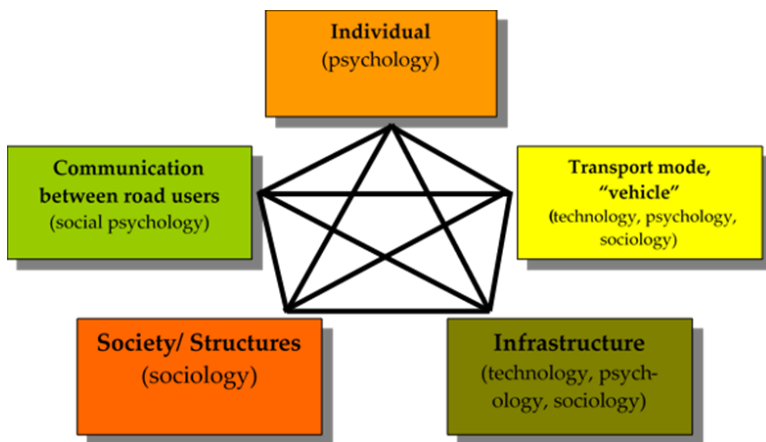 Individual
(psychology)
Communication
between road users
(social psychology)
Transport mode,
“vehicle”
(technology, psychology,
sociology)
Society/ Structures
(sociology)
Infrastructure
(technology, psych-
ology, sociology)